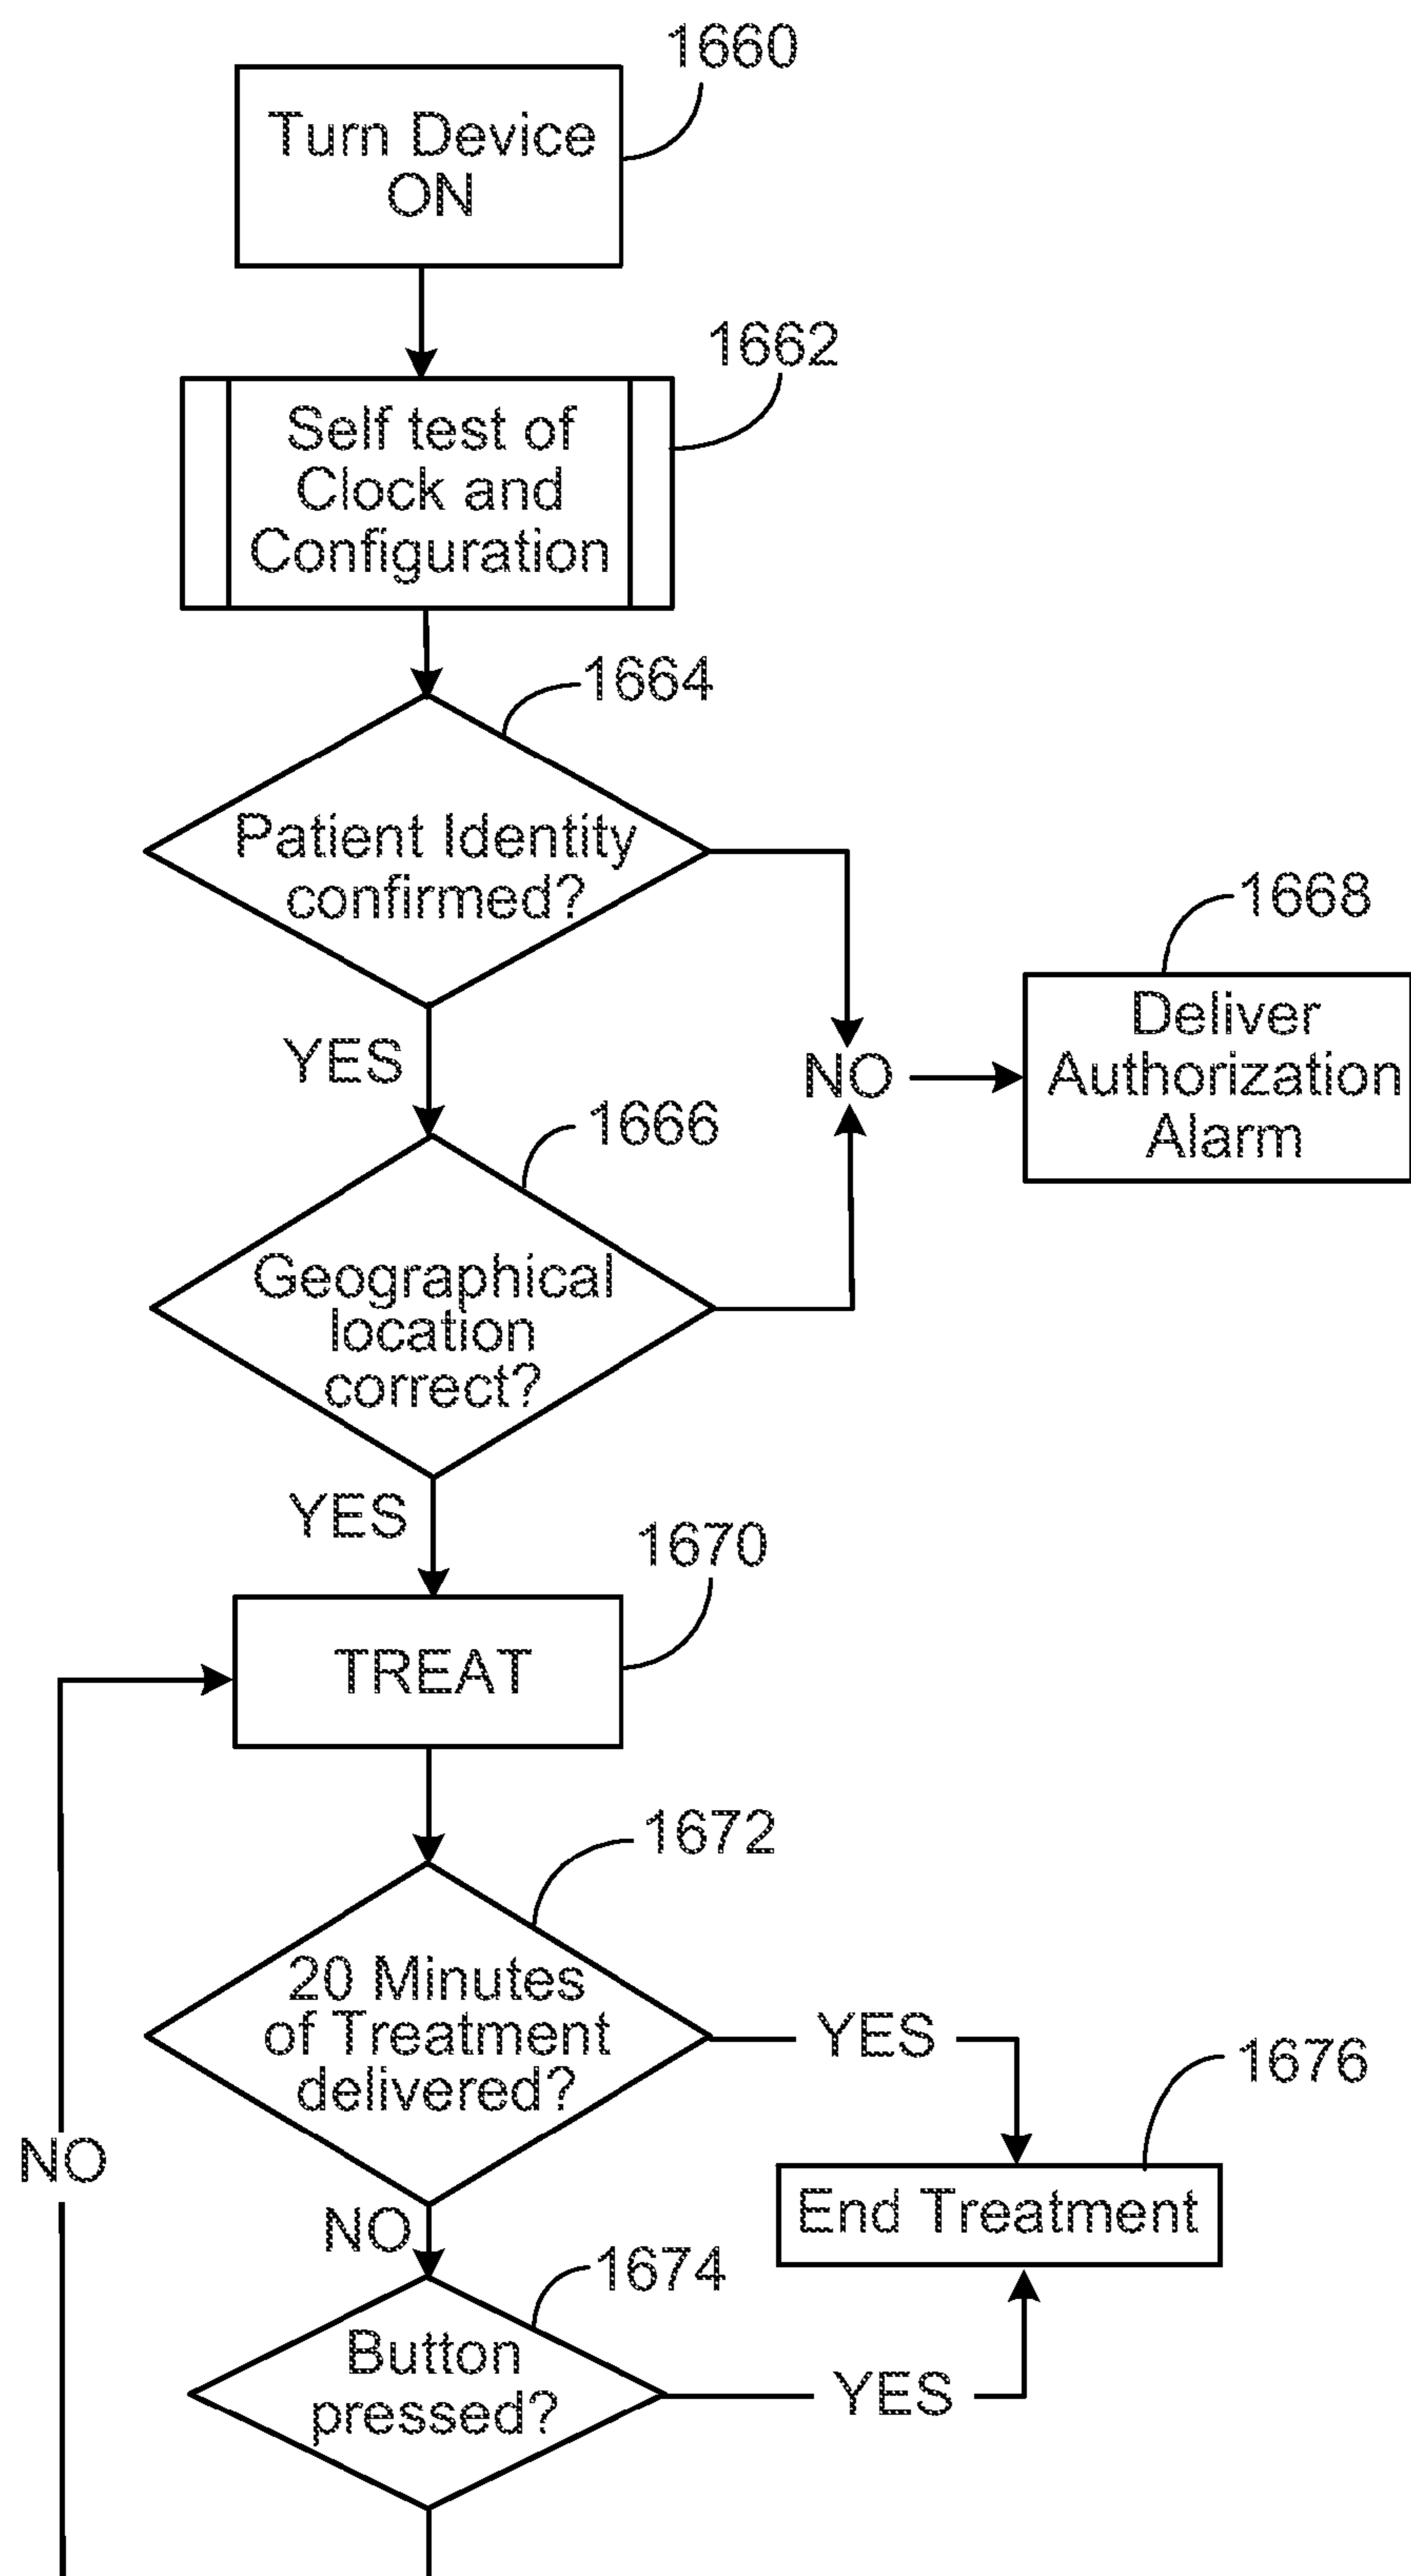 1660
Turn Device
ON
1662
Self test of
Clock and
Configuration
1664
Patient Identity
confirmed?
1668
Deliver
Authorization
Alarm
NO
YES
1666
Geographical
location
correct?
YES
1670
TREAT
1672
20 Minutes
of Treatment
delivered?
YES
1676
End Treatment
NO
NO
1674
Button
pressed?
YES